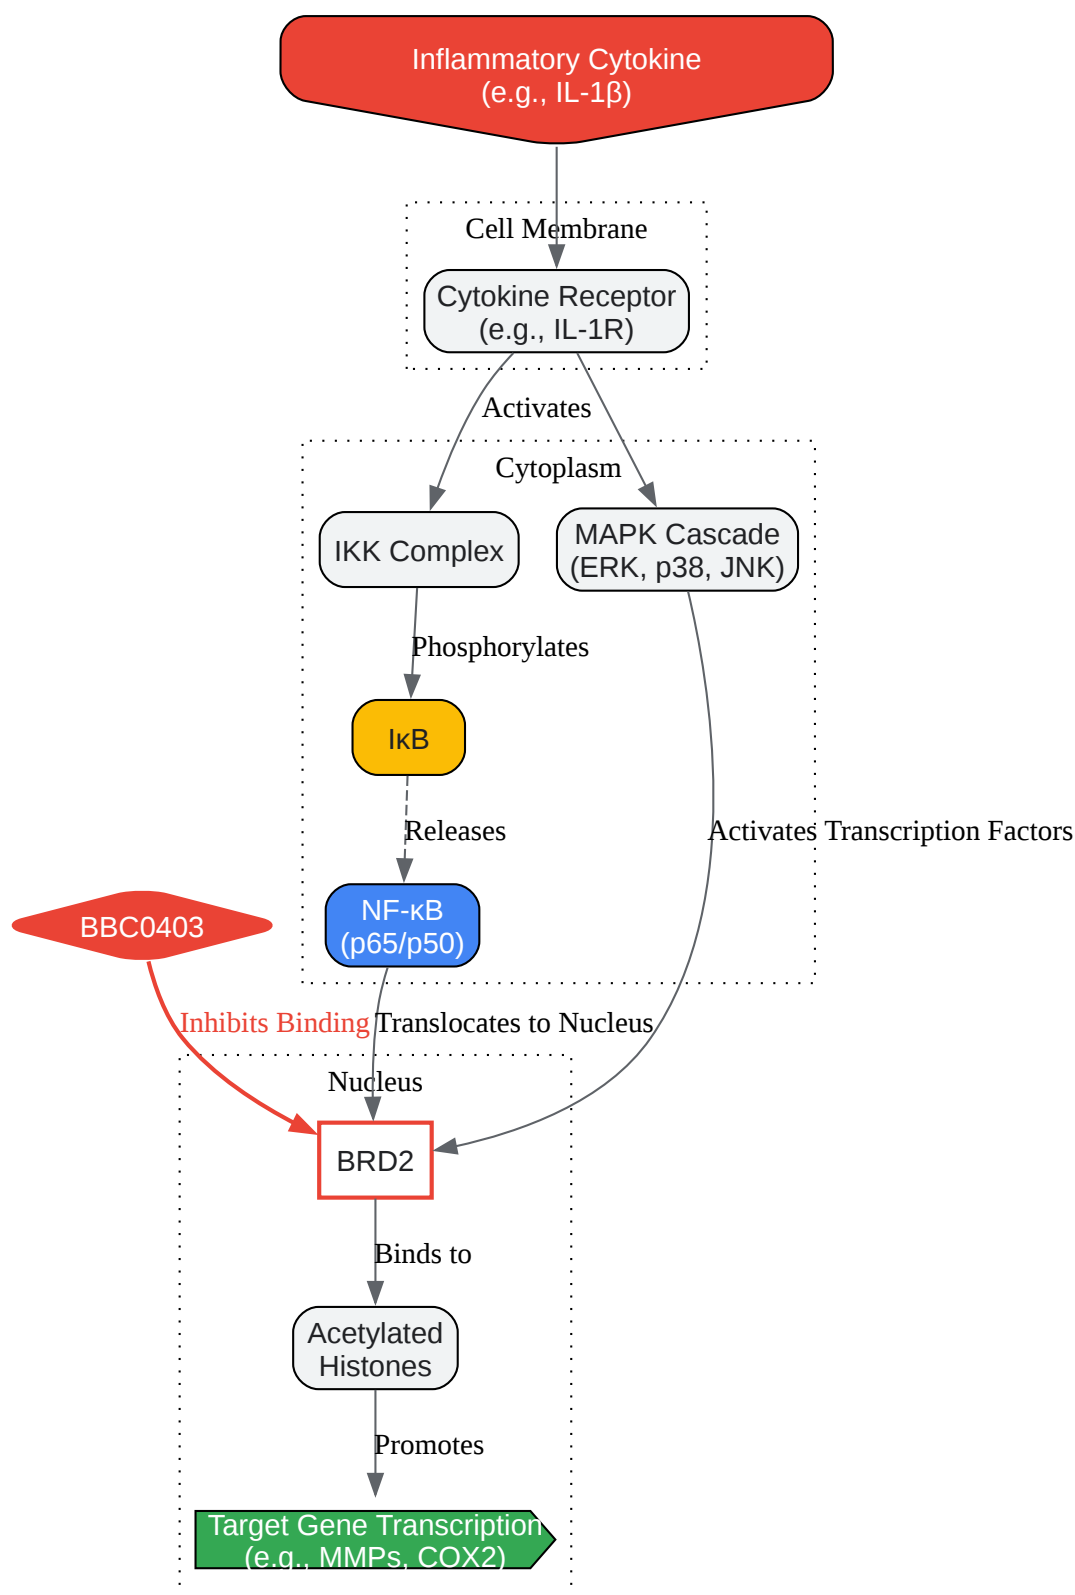 Inflammatory Cytokine
(e.g., IL-1β)
Cell Membrane
Cytokine Receptor
(e.g., IL-1R)
Activates
Cytoplasm
IKK Complex
MAPK Cascade
(ERK, p38, JNK)
Phosphorylates
IκB
Releases
Activates Transcription Factors
NF-κB
(p65/p50)
BBC0403
Inhibits Binding
Translocates to Nucleus
Nucleus
BRD2
Binds to
Acetylated
Histones
Promotes
Target Gene Transcription
(e.g., MMPs, COX2)